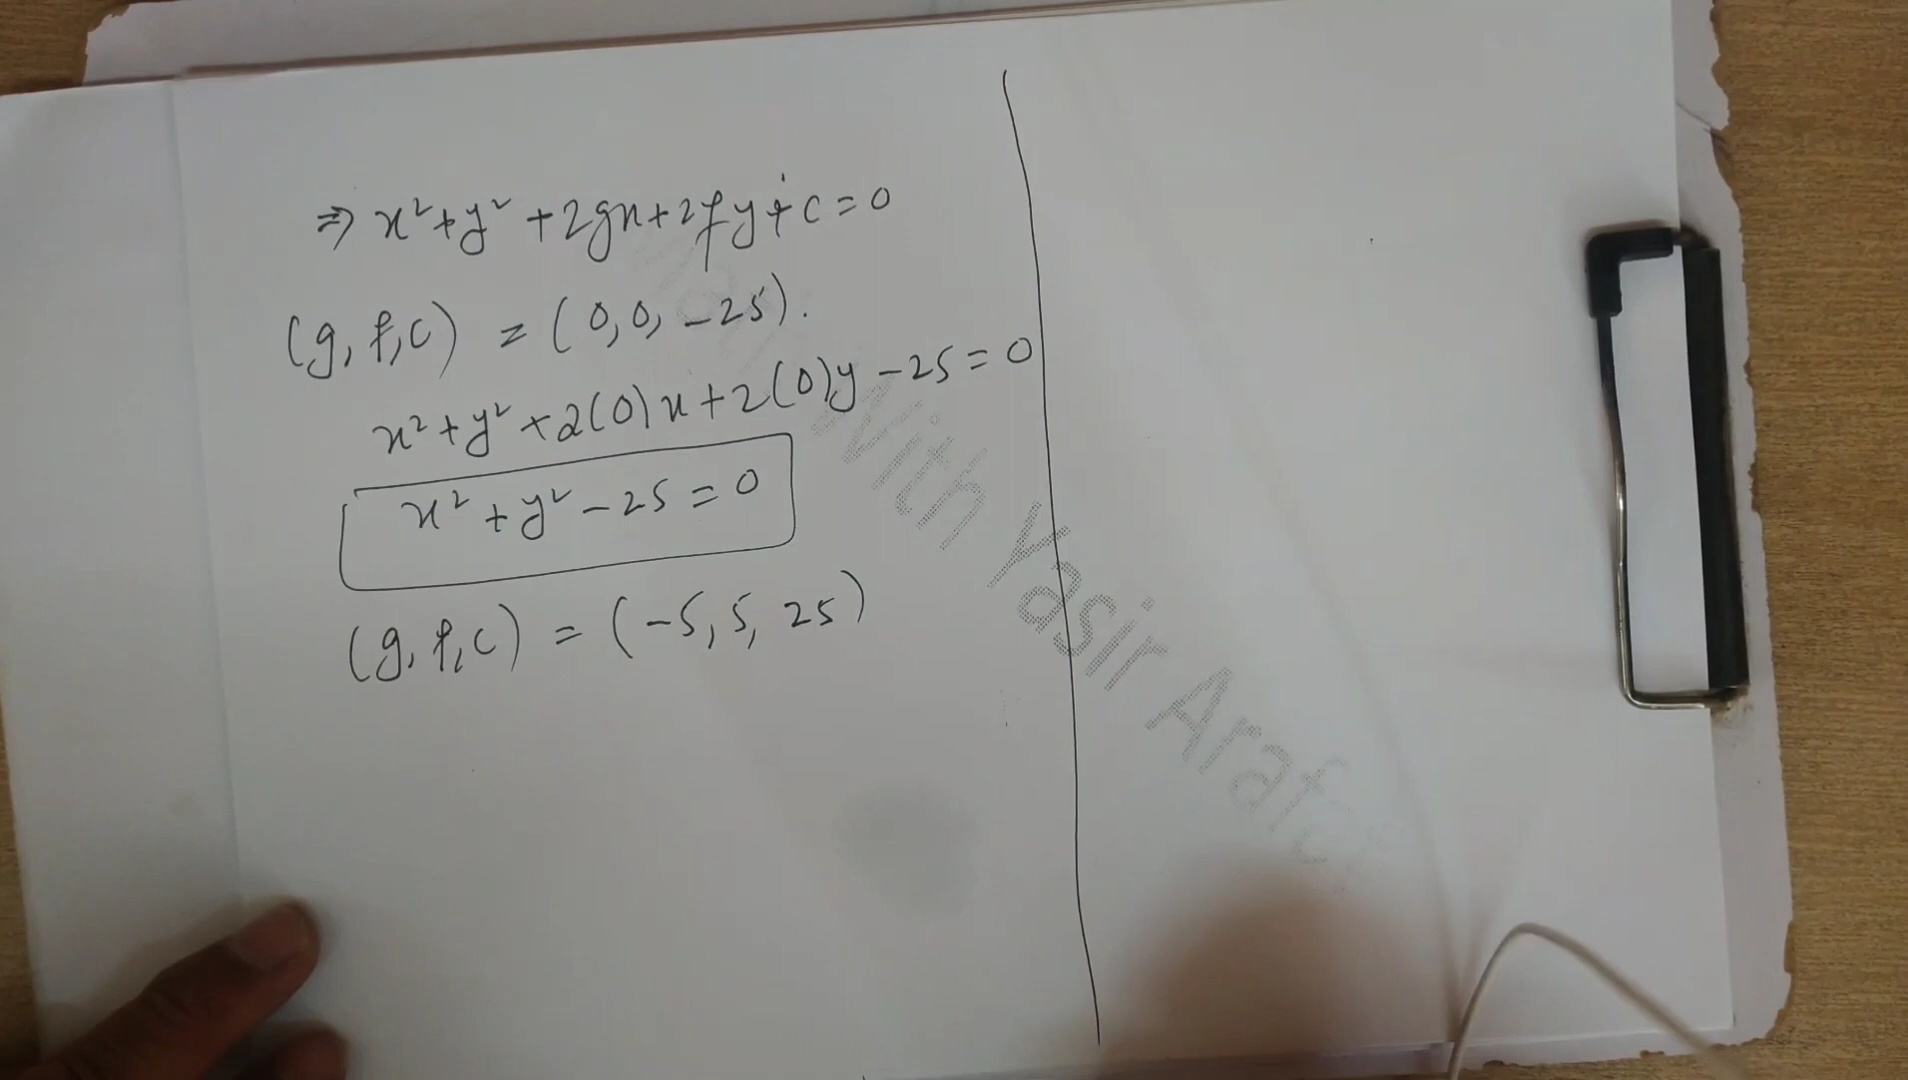 ⇒ x² + y² + 2gx + 2fy + c = 0
(g, f, c) = (0, 0, -25).
x² + y² + 2(0)x + 2(0)y - 25 = 0
x² + y² - 25 = 0
(g, f, c) = (-5, 5, 25)
With Yasir Arafat